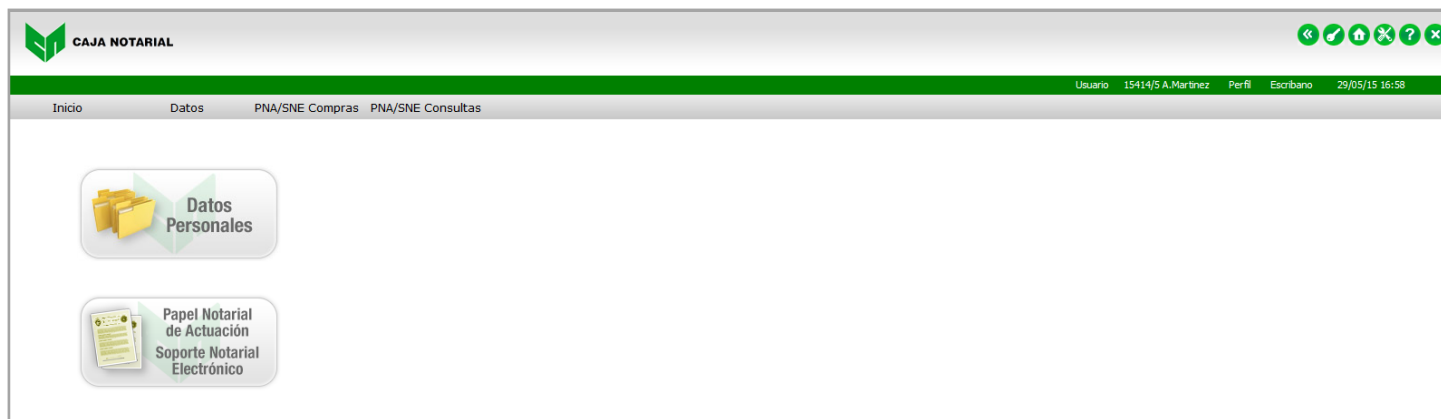 CAJA NOTARIAL
Usuario 15414/5 A.Martinez Perfil Escribano 29/05/15 16:58
Inicio Datos PNA/SNE Compras PNA/SNE Consultas
Datos
Personales
Papel Notarial
de Actuación
Soporte Notarial
Electrónico